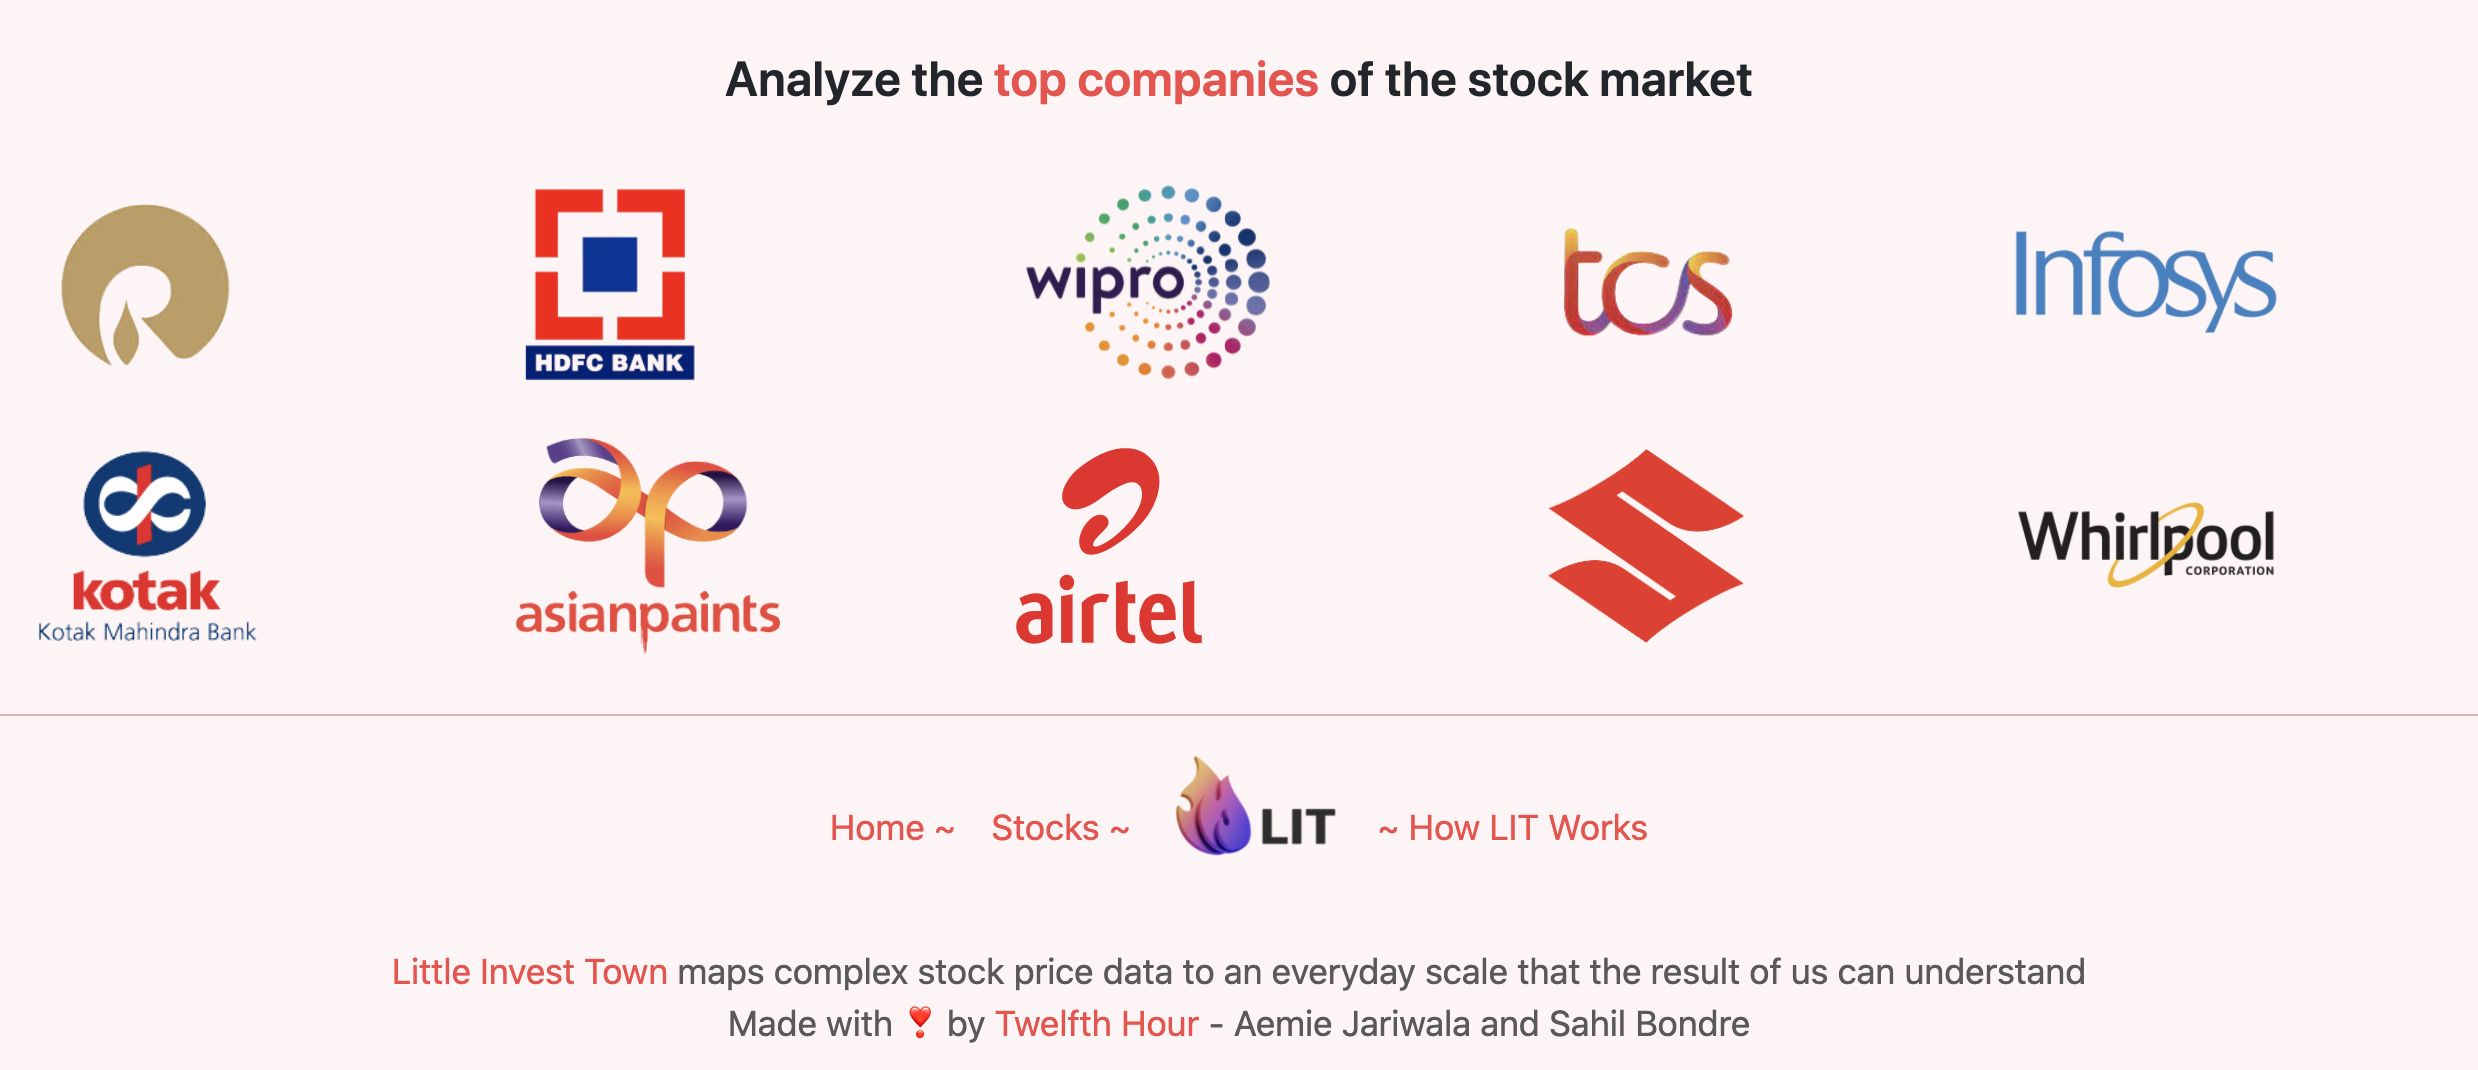 Analyze the top companies of the stock market
HDFC BANK
wipro
tcs
Infosys
kotak
Kotak Mahindra Bank
ap
asianpaints
airtel
Whirlpool
CORPORATION
Home ~ Stocks ~ LIT ~ How LIT Works
Little Invest Town maps complex stock price data to an everyday scale that the result of us can understand
Made with ❣️ by Twelfth Hour - Aemie Jariwala and Sahil Bondre